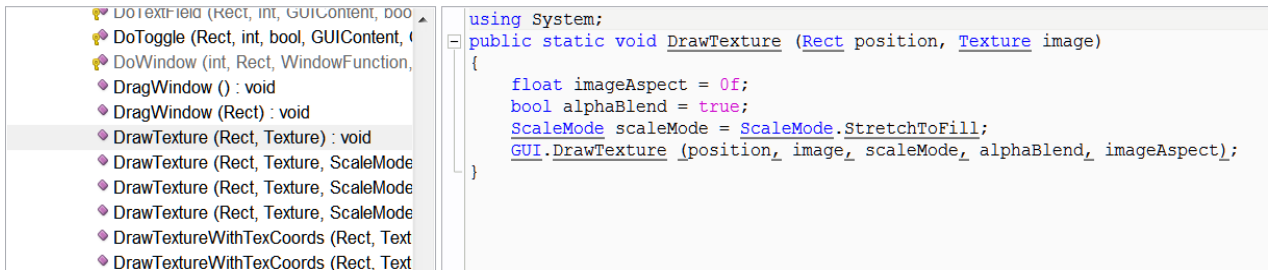 DoTextField (Rect, int, GUIContent, boo
DoToggle (Rect, int, bool, GUIContent, (
DoWindow (int, Rect, WindowFunction,
DragWindow () : void
DragWindow (Rect) : void
DrawTexture (Rect, Texture) : void
DrawTexture (Rect, Texture, ScaleMode
DrawTexture (Rect, Texture, ScaleMode
DrawTexture (Rect, Texture, ScaleMode
DrawTextureWithTexCoords (Rect, Text
DrawTextureWithTexCoords (Rect, Text
using System;
public static void DrawTexture (Rect position, Texture image)
{
float imageAspect = 0f;
bool alphaBlend = true;
ScaleMode scaleMode = ScaleMode.StretchToFill;
GUI.DrawTexture (position, image, scaleMode, alphaBlend, imageAspect);
}